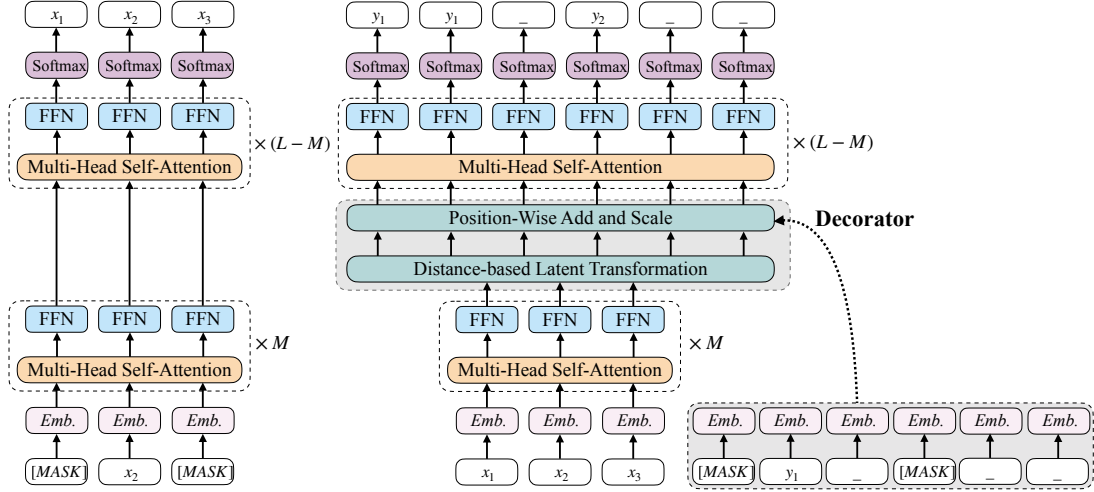 x₁ x₂ x₃ y₁ y₁ _ y₂ _ _
Softmax Softmax Softmax Softmax Softmax Softmax Softmax Softmax Softmax
FFN FFN FFN × (L − M) FFN FFN FFN FFN FFN FFN × (L − M)
Multi-Head Self-Attention Multi-Head Self-Attention
Position-Wise Add and Scale Decorator
Distance-based Latent Transformation
FFN FFN FFN × M FFN FFN FFN × M
Multi-Head Self-Attention Multi-Head Self-Attention
Emb. Emb. Emb. Emb. Emb. Emb. Emb. Emb. Emb. Emb. Emb. Emb.
[MASK] x₂ [MASK] x₁ x₂ x₃ [MASK] y₁ _ [MASK] _ _